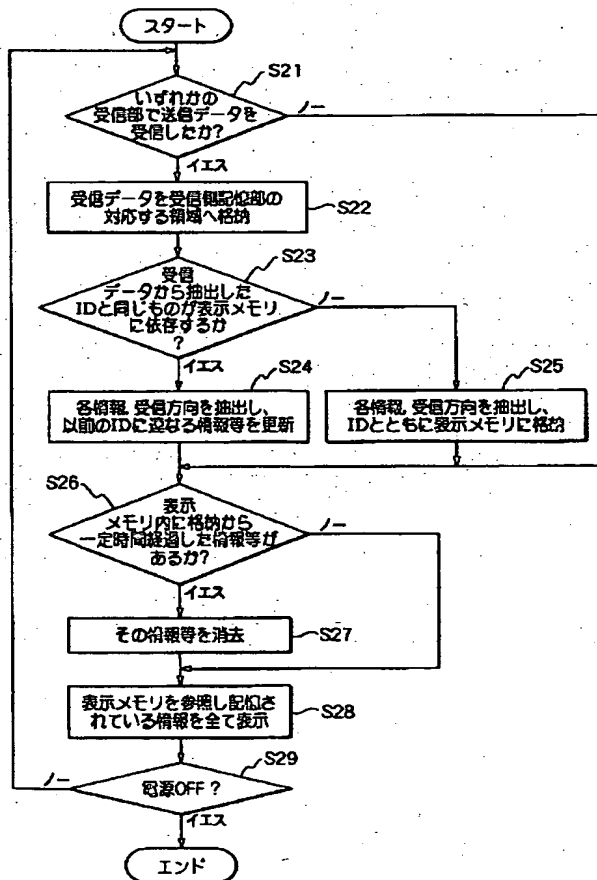 スタート
S21
いずれかの
受信部で送信データを
受信したか?
ノー
イエス
受信データを受信側記憶部の
対応する領域へ格納
S22
S23
受信
データから抽出した
IDと同じものが表示メモリ
に依存するか
?
ノー
イエス
S24
各情報,受信方向を抽出し、
以前のIDに連なる情報等を更新
S25
各情報,受信方向を抽出し、
IDとともに表示メモリに格納
S26
表示
メモリ内に格納から
一定時間経過した情報等が
あるか?
ノー
イエス
その情報等を消去
S27
表示メモリを参照し記憶さ
れている情報を全て表示
S28
S29
電源OFF?
ノー
イエス
エンド